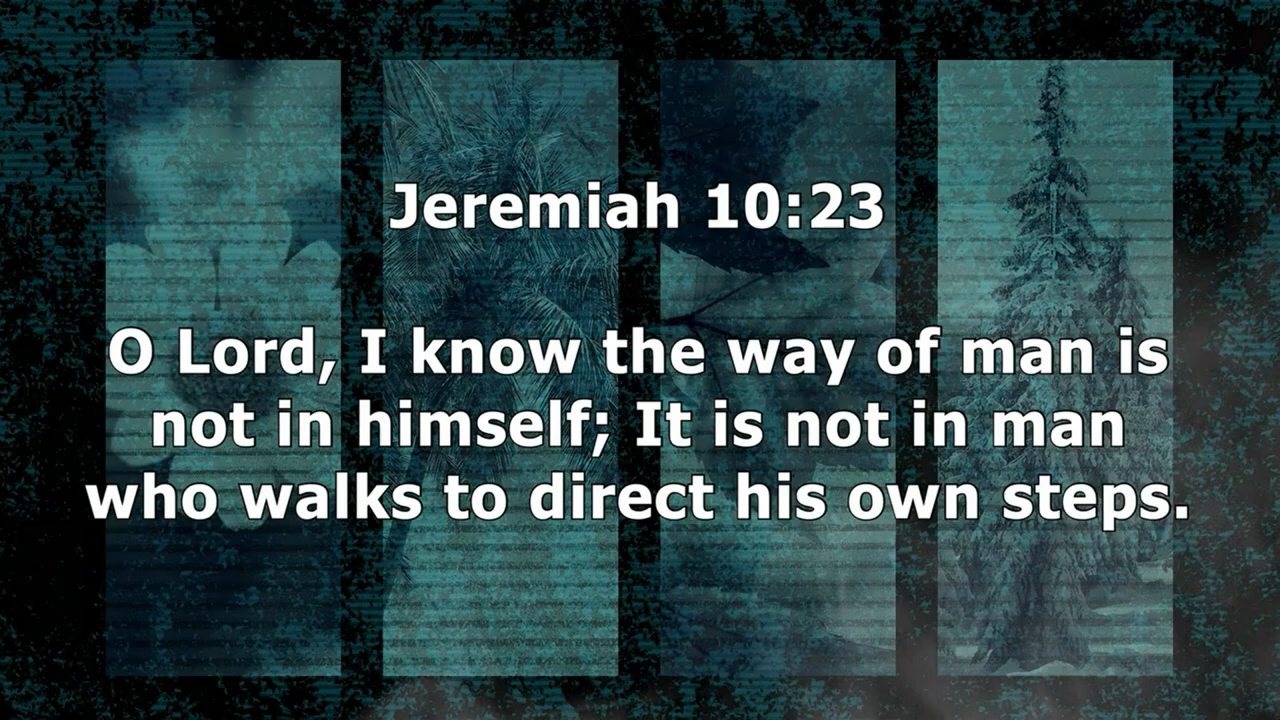 Jeremiah 10:23
O Lord, I know the way of man is
not in himself; It is not in man
who walks to direct his own steps.